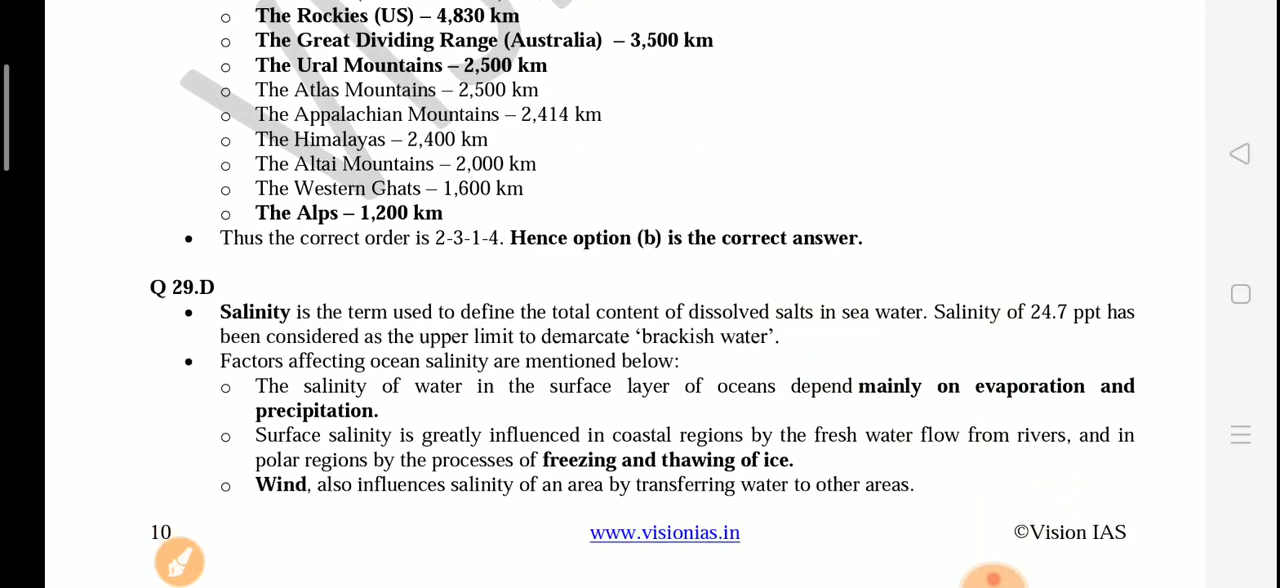 o The Rockies (US) – 4,830 km
o The Great Dividing Range (Australia) – 3,500 km
o The Ural Mountains – 2,500 km
o The Atlas Mountains – 2,500 km
o The Appalachian Mountains – 2,414 km
o The Himalayas – 2,400 km
o The Altai Mountains – 2,000 km
o The Western Ghats – 1,600 km
o The Alps – 1,200 km
• Thus the correct order is 2-3-1-4. Hence option (b) is the correct answer.
Q 29.D
• Salinity is the term used to define the total content of dissolved salts in sea water. Salinity of 24.7 ppt has
been considered as the upper limit to demarcate ‘brackish water’.
• Factors affecting ocean salinity are mentioned below:
o The salinity of water in the surface layer of oceans depend mainly on evaporation and
precipitation.
o Surface salinity is greatly influenced in coastal regions by the fresh water flow from rivers, and in
polar regions by the processes of freezing and thawing of ice.
o Wind, also influences salinity of an area by transferring water to other areas.
10 www.visionias.in ©Vision IAS